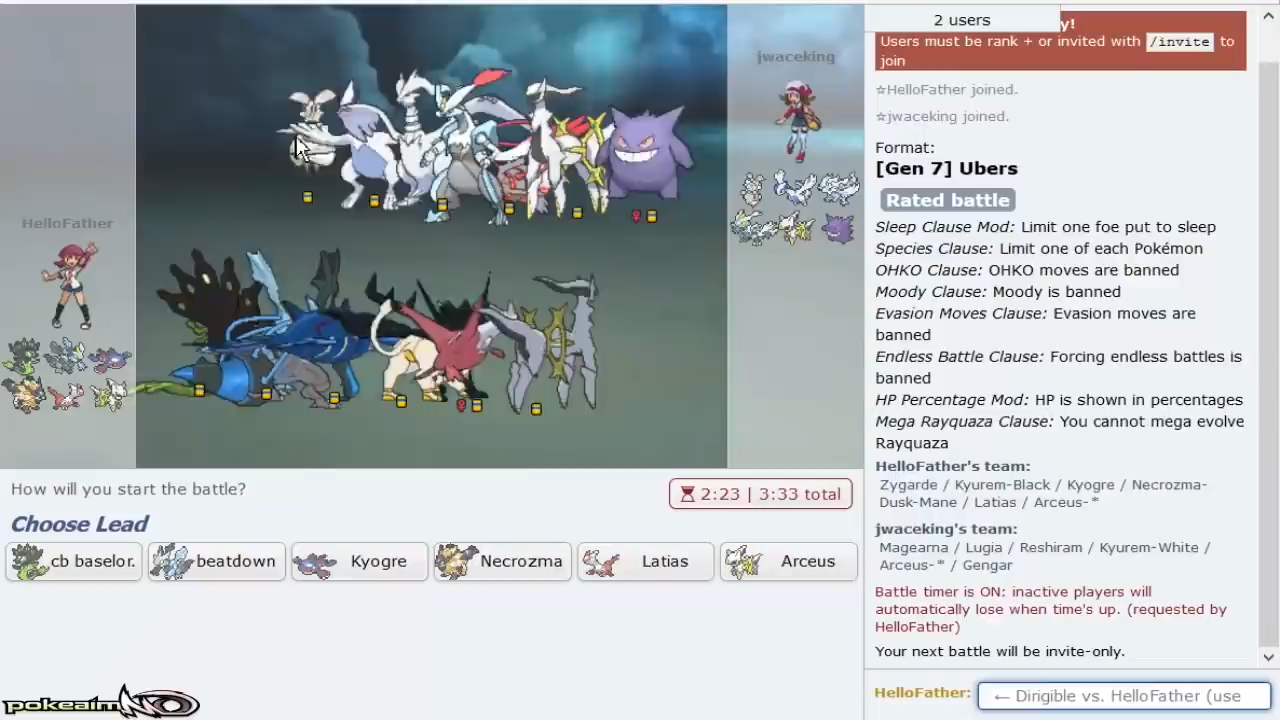 2 users
y!
Users must be rank + or invited with /invite to
join
☆HelloFather joined.
☆jwaceking joined.
Format:
[Gen 7] Ubers
Rated battle
Sleep Clause Mod: Limit one foe put to sleep
Species Clause: Limit one of each Pokémon
OHKO Clause: OHKO moves are banned
Moody Clause: Moody is banned
Evasion Moves Clause: Evasion moves are
banned
Endless Battle Clause: Forcing endless battles is
banned
HP Percentage Mod: HP is shown in percentages
Mega Rayquaza Clause: You cannot mega evolve
Rayquaza
HelloFather's team:
Zygarde / Kyurem-Black / Kyogre / Necrozma-
Dusk-Mane / Latias / Arceus-*
jwaceking's team:
Magearna / Lugia / Reshiram / Kyurem-White /
Arceus-* / Gengar
Battle timer is ON: inactive players will
automatically lose when time's up. (requested by
HelloFather)
Your next battle will be invite-only.
HelloFather: ← Dirigible vs. HelloFather (use
jwaceking
HelloFather
How will you start the battle?
2:23 | 3:33 total
Choose Lead
cb baselor. beatdown Kyogre Necrozma Latias Arceus
pokeaimMD